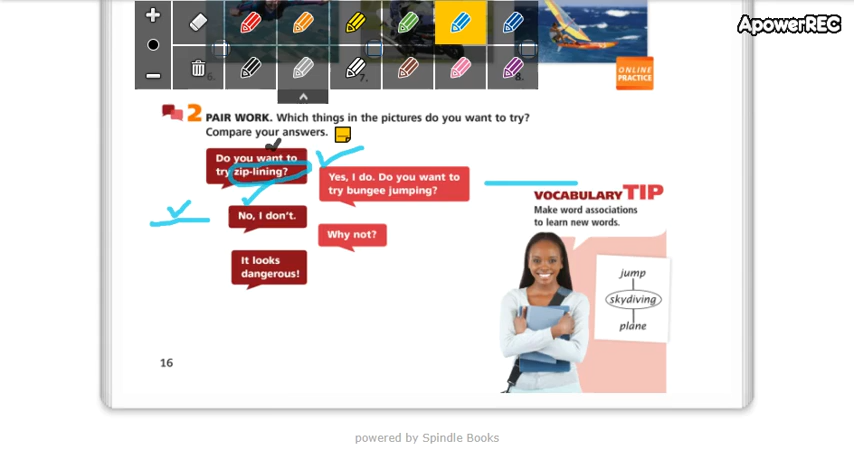 ApowerREC
6.
7.
8.
ONLINE
PRACTICE
2 PAIR WORK. Which things in the pictures do you want to try?
Compare your answers.
Do you want to
try zip-lining?
Yes, I do. Do you want to
try bungee jumping?
No, I don't.
Why not?
It looks
dangerous!
VOCABULARY TIP
Make word associations
to learn new words.
jump
skydiving
plane
16
powered by Spindle Books